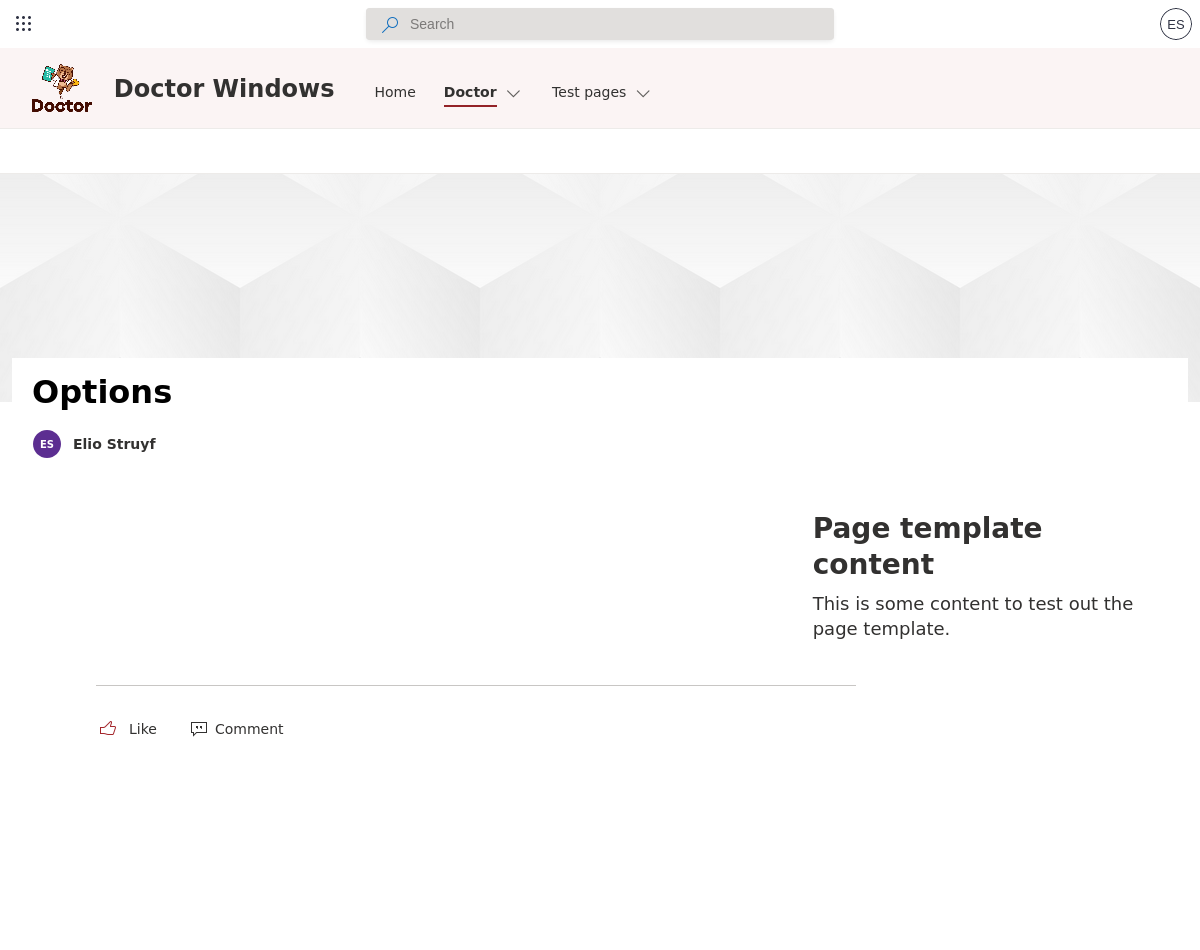 Search
ES
Doctor
Doctor Windows
Home
Doctor
Test pages
Options
ES
Elio Struyf
Page template
content
This is some content to test out the
page template.
Like
Comment